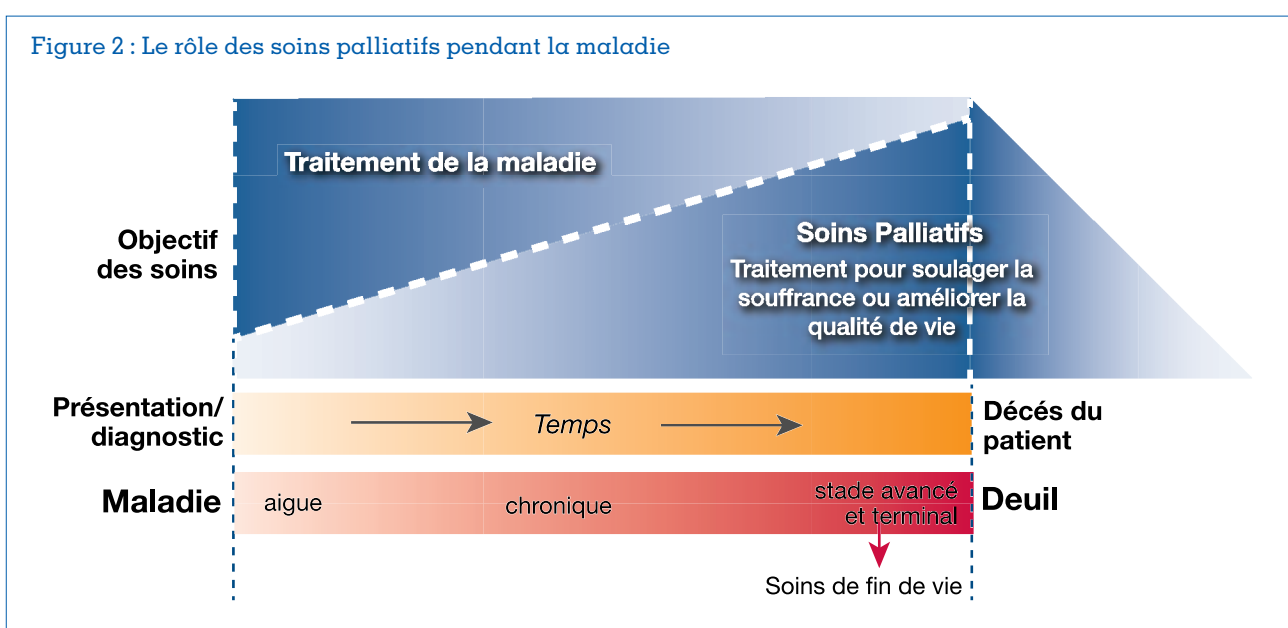 Figure 2 : Le rôle des soins palliatifs pendant la maladie
Traitement de la maladie
Objectif
des soins
Soins Palliatifs
Traitement pour soulager la
souffrance ou améliorer la
qualité de vie
Présentation/
diagnostic
Temps
Décés du
patient
Maladie
aigue
chronique
stade avancé
et terminal
Deuil
Soins de fin de vie